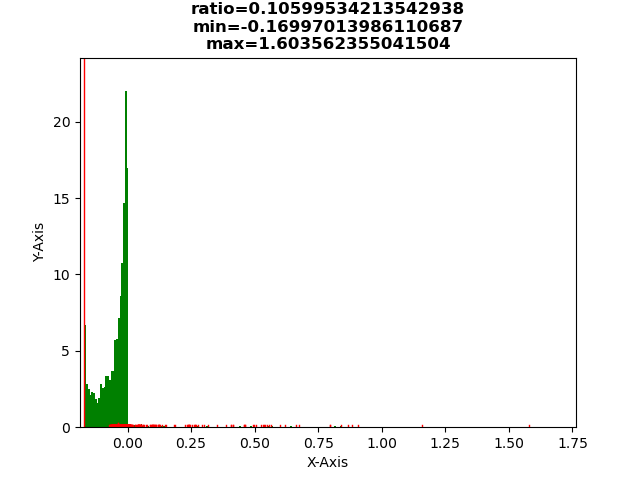 ratio=0.10599534213542938
min=-0.16997013986110687
max=1.603562355041504
Y-Axis
20
15
10
5
0
0.00 0.25 0.50 0.75 1.00 1.25 1.50 1.75
X-Axis